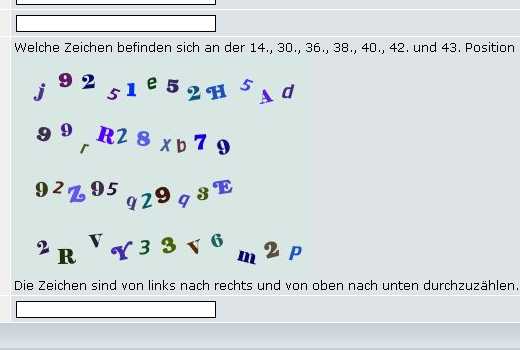 Welche Zeichen befinden sich an der 14., 30., 36., 38., 40., 42. und 43. Position
j 9 2 5 1 e 5 2 H 5 A d
9 9 r R 2 8 x b 7 9
9 2 Z 9 5 q 2 9 q 3 E
2 R V Y 3 3 V 6 m 2 P
Die Zeichen sind von links nach rechts und von oben nach unten durchzuzählen.